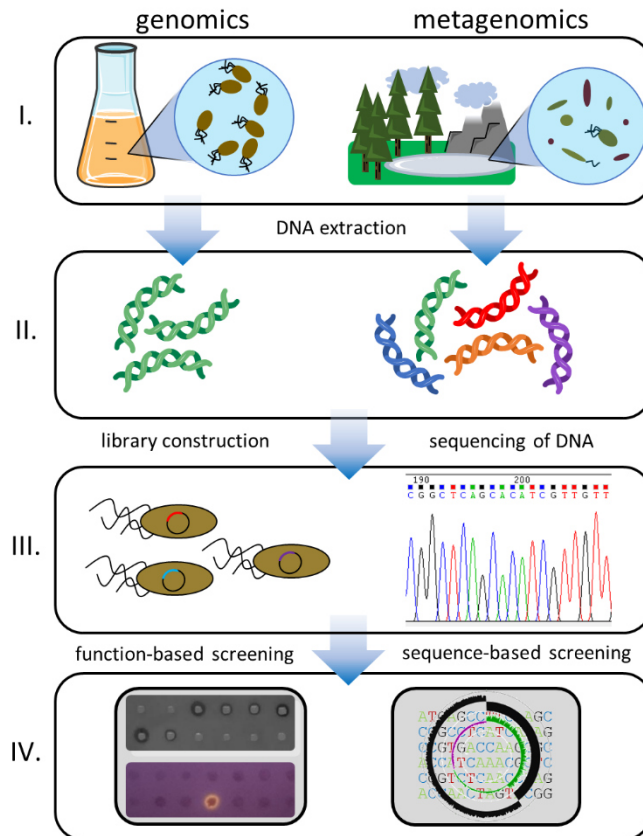 genomics
metagenomics
I.
DNA extraction
II.
library construction
sequencing of DNA
190 200
C G G C T C A G C A C A T C G T T G T T
III.
function-based screening
sequence-based screening
IV.